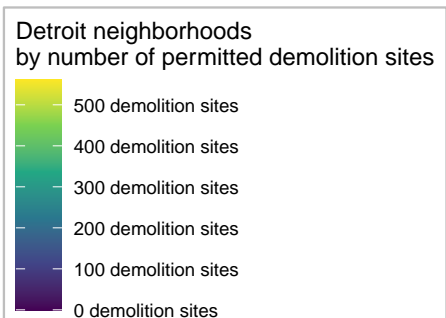 Detroit neighborhoods
by number of permitted demolition sites
500 demolition sites
400 demolition sites
300 demolition sites
200 demolition sites
100 demolition sites
0 demolition sites